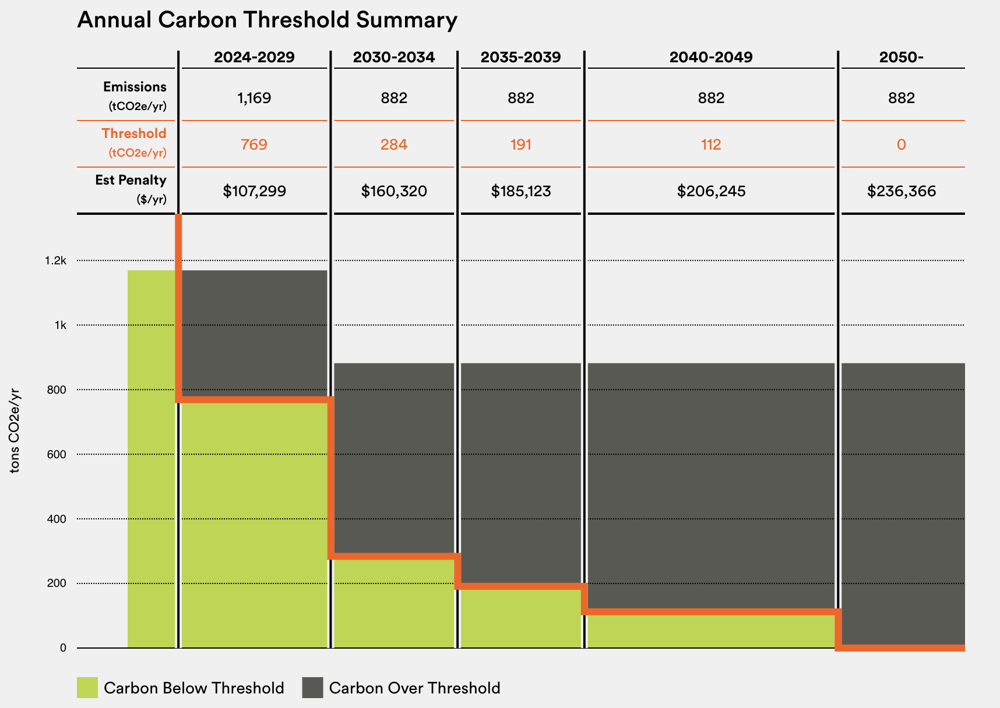 Annual Carbon Threshold Summary
2024-2029 2030-2034 2035-2039 2040-2049 2050-
Emissions
(tCO2e/yr)
1,169 882 882 882 882
Threshold
(tCO2e/yr)
769 284 191 112 0
Est Penalty
($/yr)
$107,299 $160,320 $185,123 $206,245 $236,366
1.2k
1k
800
600
400
200
0
tons CO2e/yr
Carbon Below Threshold Carbon Over Threshold